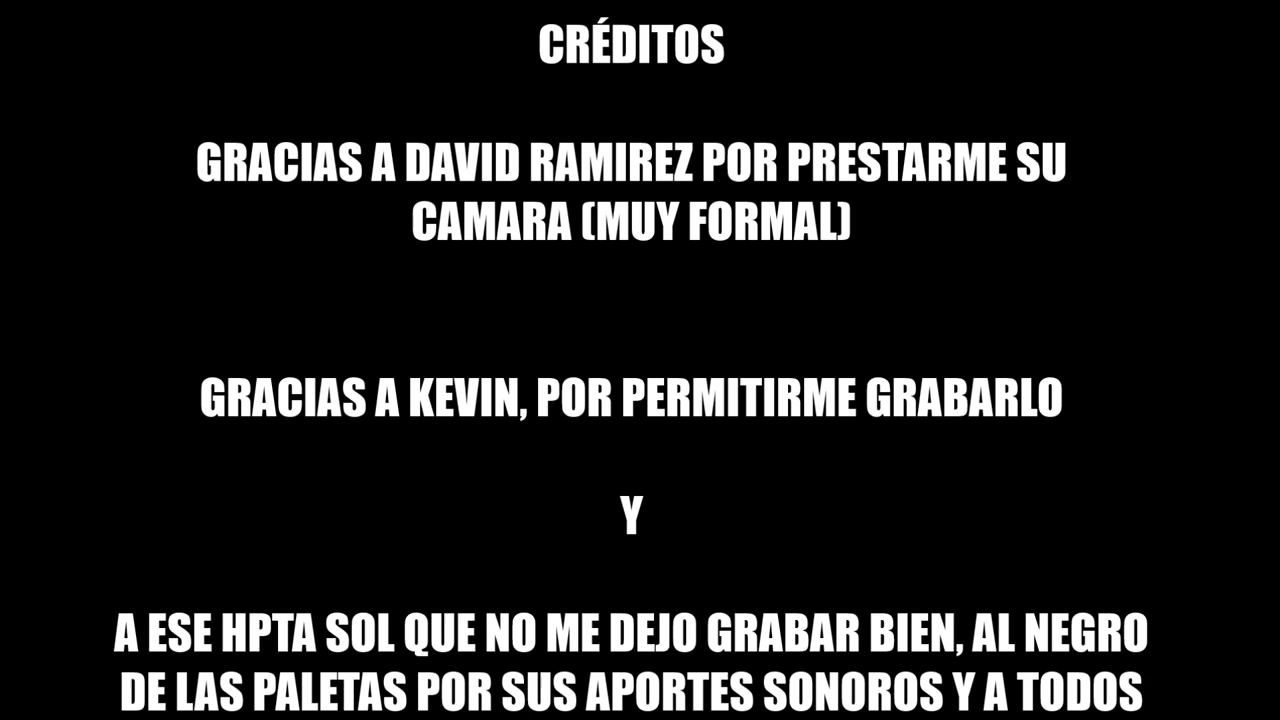 CRÉDITOS
GRACIAS A DAVID RAMIREZ POR PRESTARME SU
CAMARA (MUY FORMAL)
GRACIAS A KEVIN, POR PERMITIRME GRABARLO
Y
A ESE HPTA SOL QUE NO ME DEJO GRABAR BIEN, AL NEGRO
DE LAS PALETAS POR SUS APORTES SONOROS Y A TODOS